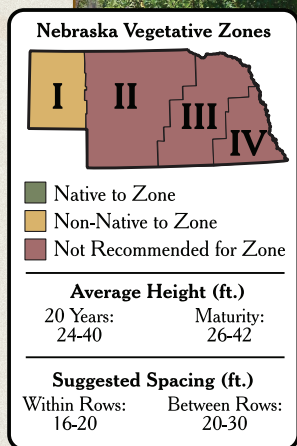 Nebraska Vegetative Zones
I
II
III
IV
Native to Zone
Non-Native to Zone
Not Recommended for Zone
Average Height (ft.)
20 Years: Maturity:
24-40 26-42
Suggested Spacing (ft.)
Within Rows: Between Rows:
16-20 20-30